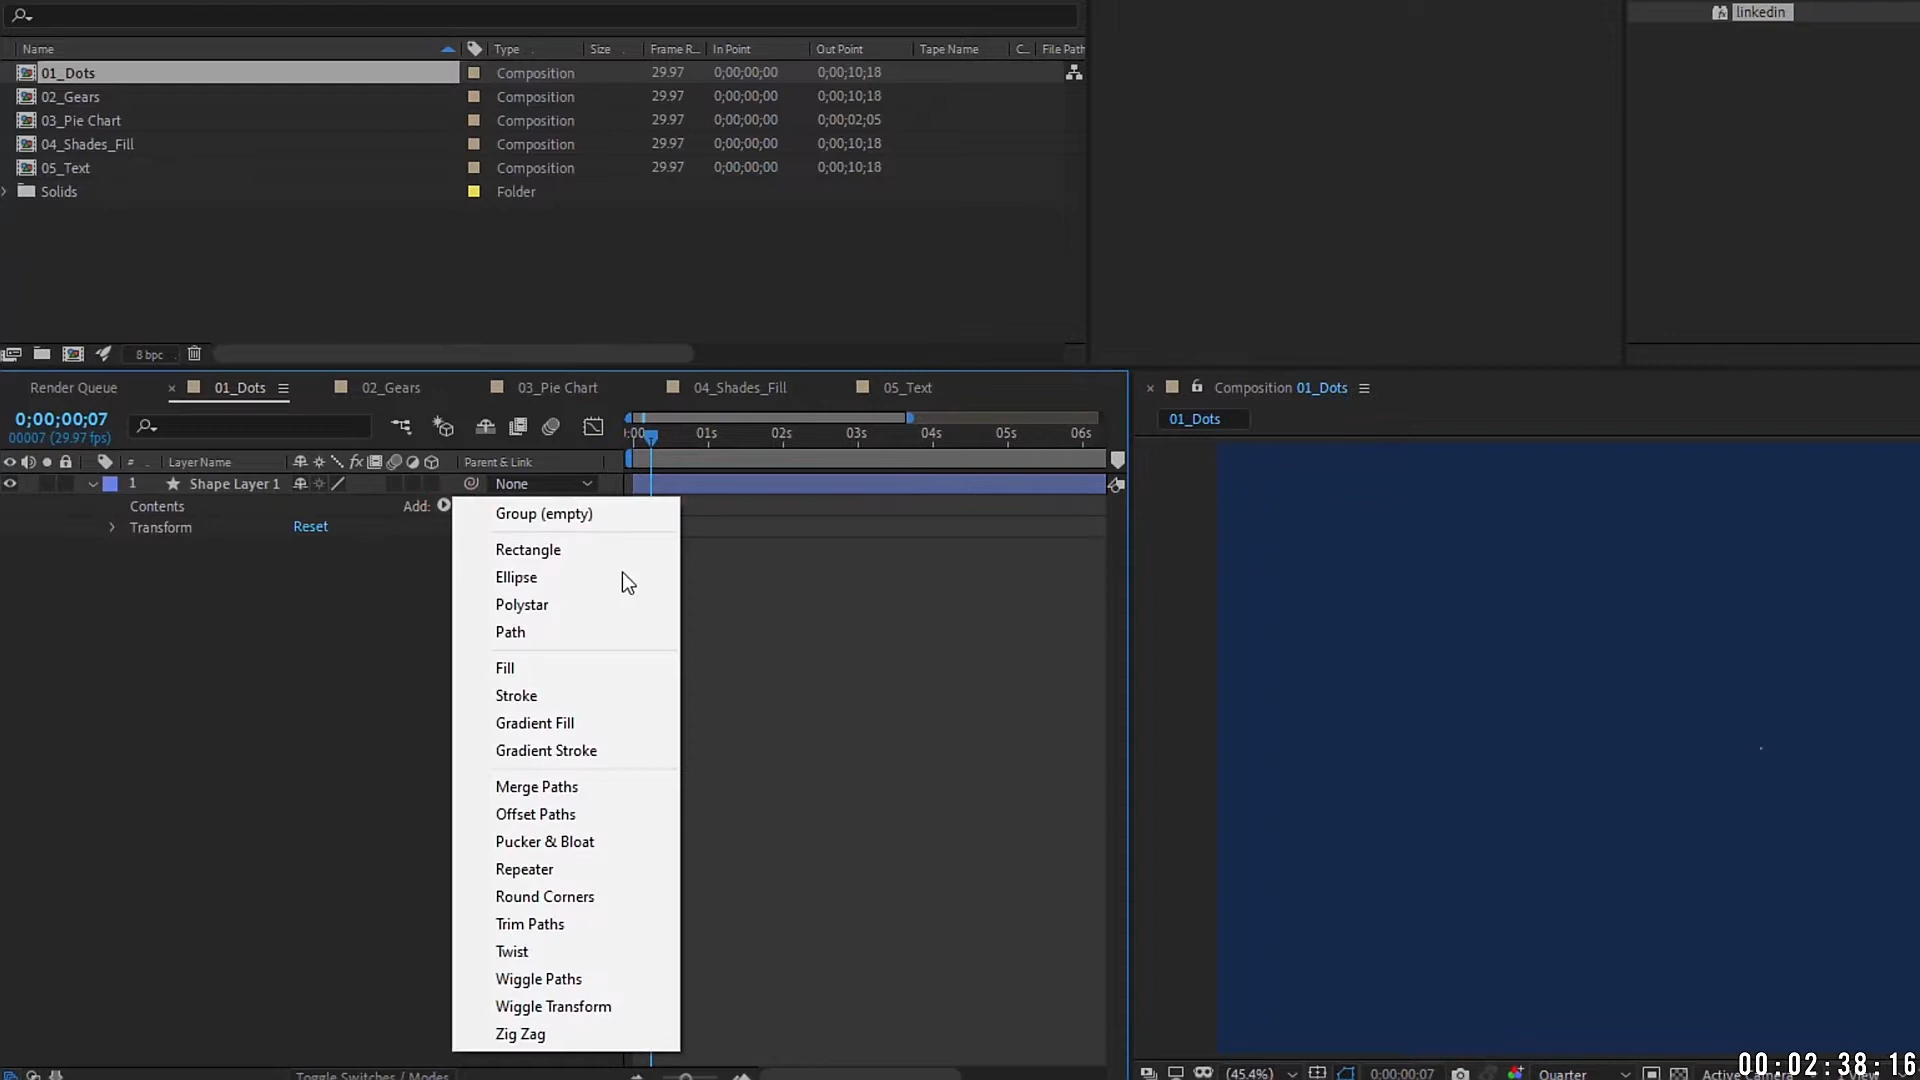 linkedin
Name Type Size Frame R... In Point Out Point Tape Name C... File Path
01_Dots Composition 29.97 0;00;00;00 0;00;10;18
02_Gears Composition 29.97 0;00;00;00 0;00;10;18
03_Pie Chart Composition 29.97 0;00;00;00 0;00;02;05
04_Shades_Fill Composition 29.97 0;00;00;00 0;00;10;18
05_Text Composition 29.97 0;00;00;00 0;00;10;18
Solids Folder
8 bpc
Render Queue 01_Dots 02_Gears 03_Pie Chart 04_Shades_Fill 05_Text
Composition 01_Dots
0;00;00;07
00007 (29.97 fps)
01_Dots
:00 01s 02s 03s 04s 05s 06s
# Layer Name fx Parent & Link
1 Shape Layer 1 None
Contents Add:
Transform Reset
Group (empty)
Rectangle
Ellipse
Polystar
Path
Fill
Stroke
Gradient Fill
Gradient Stroke
Merge Paths
Offset Paths
Pucker & Bloat
Repeater
Round Corners
Trim Paths
Twist
Wiggle Paths
Wiggle Transform
Zig Zag
Toggle Switches / Modes
(45.4%) 0;00;00;07 Quarter Active Camera View
00:02:38:16